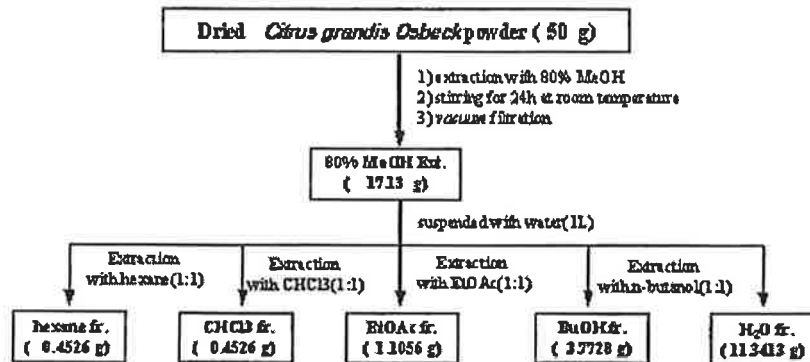 Dried Citrus grandis Osbeck powder ( 50 g)
1) extraction with 80% MeOH
2) stirring for 24h at room temperature
3) vacuum filtration
80% MeOH Ext.
( 17.13 g)
suspended with water(1L)
Extraction
with hexane(1:1)
Extraction
with CHCl3(1:1)
Extraction
with EtOAc(1:1)
Extraction
with n-butanol(1:1)
hexane fr.
( 0.4526 g)
CHCl3 fr.
( 0.4526 g)
EtOAc fr.
( 1.1056 g)
BuOH fr.
( 3.7728 g)
H₂O fr.
(11.3413 g)